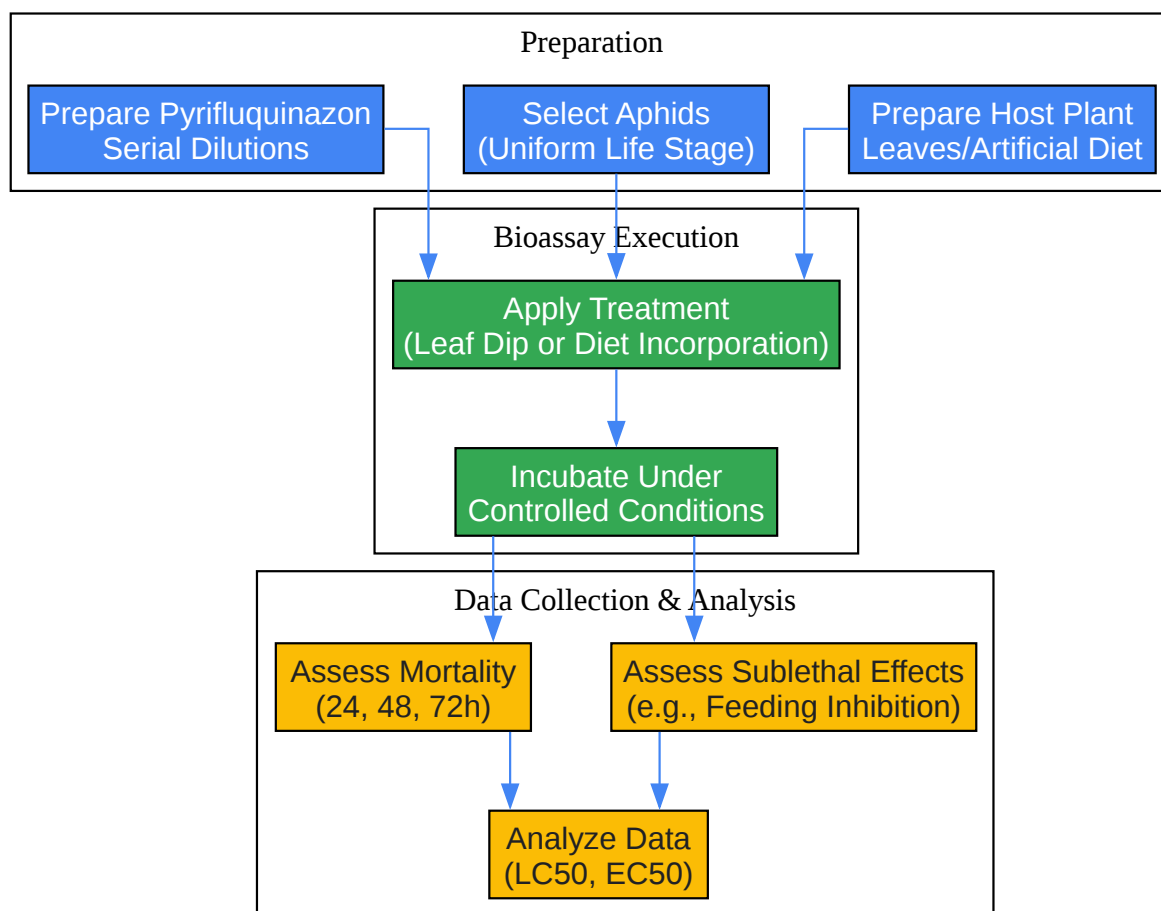 Preparation
Prepare Pyrifluquinazon
Serial Dilutions
Select Aphids
(Uniform Life Stage)
Prepare Host Plant
Leaves/Artificial Diet
Bioassay Execution
Apply Treatment
(Leaf Dip or Diet Incorporation)
Incubate Under
Controlled Conditions
Data Collection & Analysis
Assess Mortality
(24, 48, 72h)
Assess Sublethal Effects
(e.g., Feeding Inhibition)
Analyze Data
(LC50, EC50)